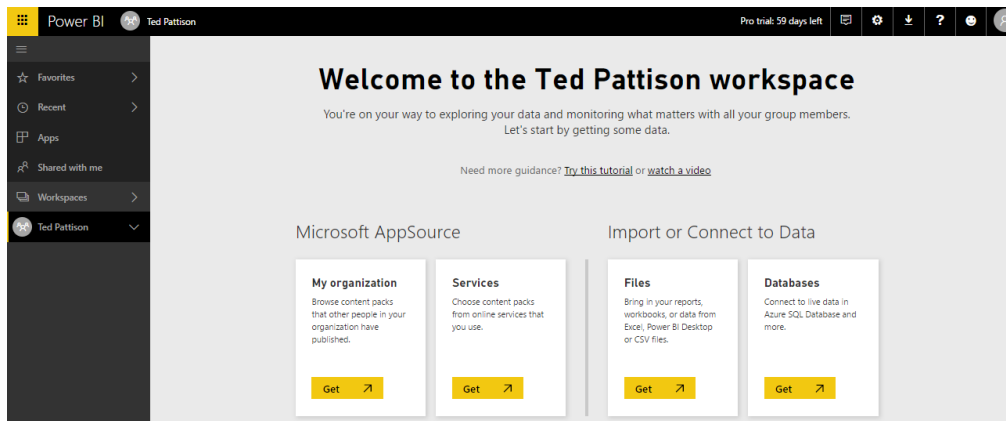 Power BI Ted Pattison Pro trial: 59 days left ?
Favorites
Recent
Apps
Shared with me
Workspaces
Ted Pattison
Welcome to the Ted Pattison workspace
You're on your way to exploring your data and monitoring what matters with all your group members.
Let's start by getting some data.
Need more guidance? Try this tutorial or watch a video
Microsoft AppSource
My organization
Browse content packs
that other people in your
organization have
published.
Get
Services
Choose content packs
from online services that
you use.
Get
Import or Connect to Data
Files
Bring in your reports,
workbooks, or data from
Excel, Power BI Desktop
or CSV files.
Get
Databases
Connect to live data in
Azure SQL Database and
more.
Get